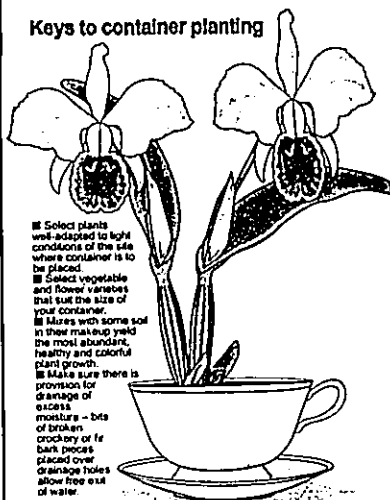 Keys to container planting
■ Select plants
well-adapted to light
conditions of the site
where container is to
be placed.
■ Select vegetable
and flower varieties
that suit the size of
your container.
■ Mixes with some soil
in their makeup yield
the most abundant,
healthy and colorful
plant growth.
■ Make sure there is
provision for
drainage of
excess
moisture – bits
of broken
crockery or fir
bark pieces
placed over
drainage holes
allow free exit
of water.